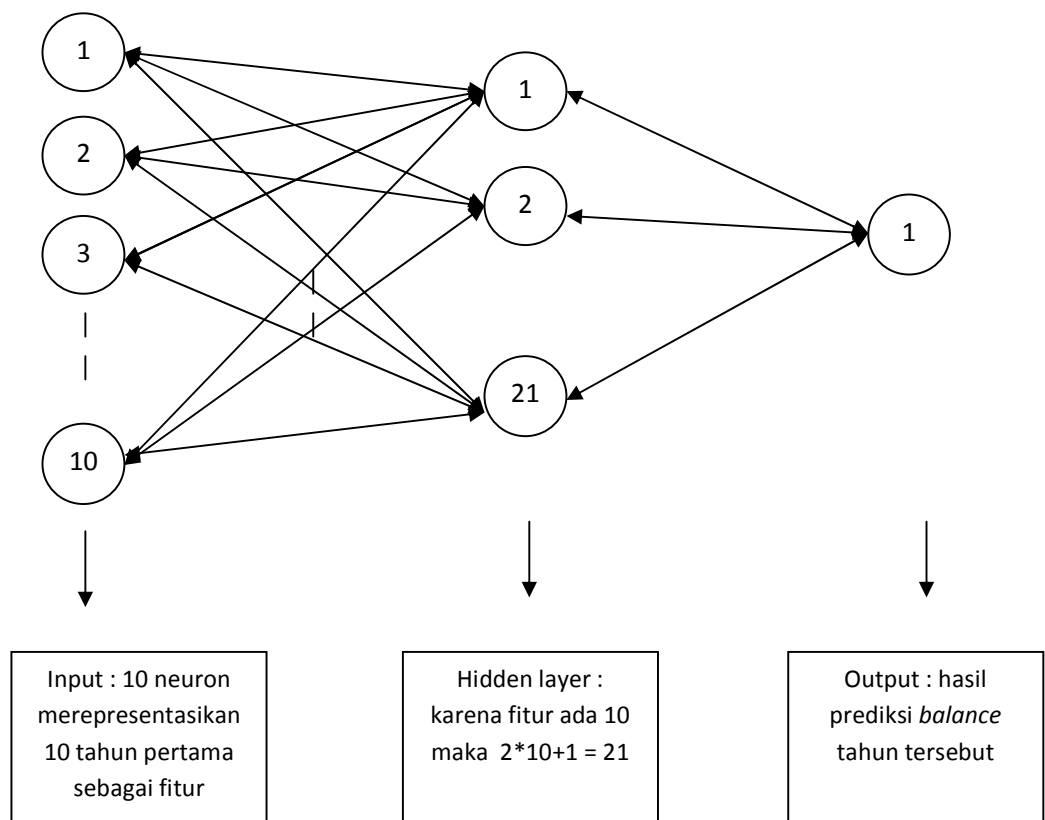 1
2
3
10
1
2
21
1
Input : 10 neuron
merepresentasikan
10 tahun pertama
sebagai fitur
Hidden layer :
karena fitur ada 10
maka 2*10+1 = 21
Output : hasil
prediksi balance
tahun tersebut